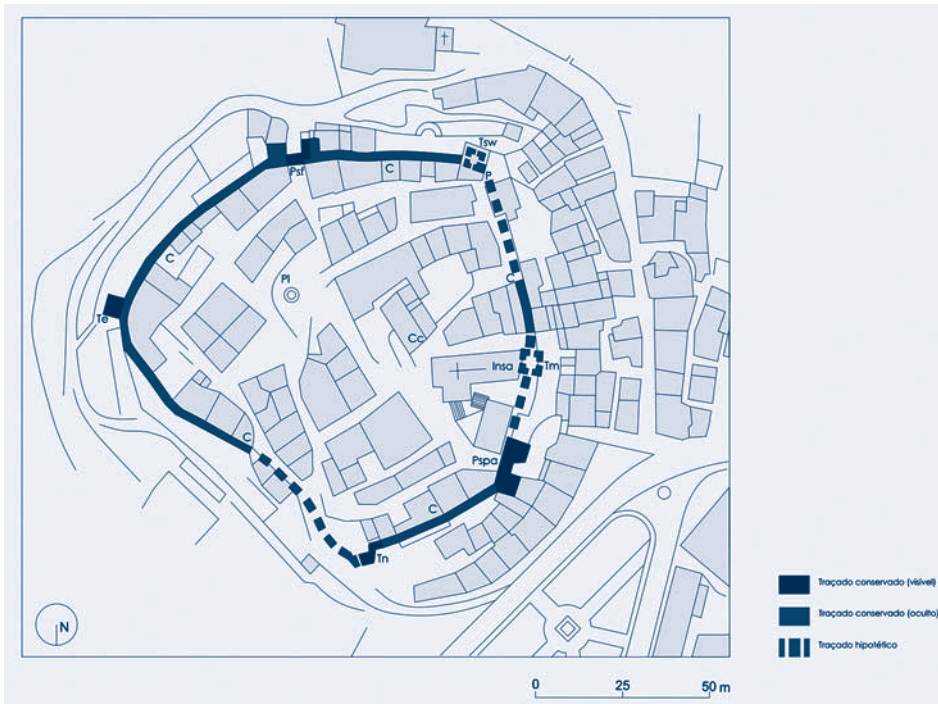 Tsw
Psf
C
P
C
Pl
C
Te
Cc
Insa
Tm
C
Pspa
C
Tn
N
Traçado conservado (visível)
Traçado conservado (oculto)
Traçado hipotético
0 25 50 m